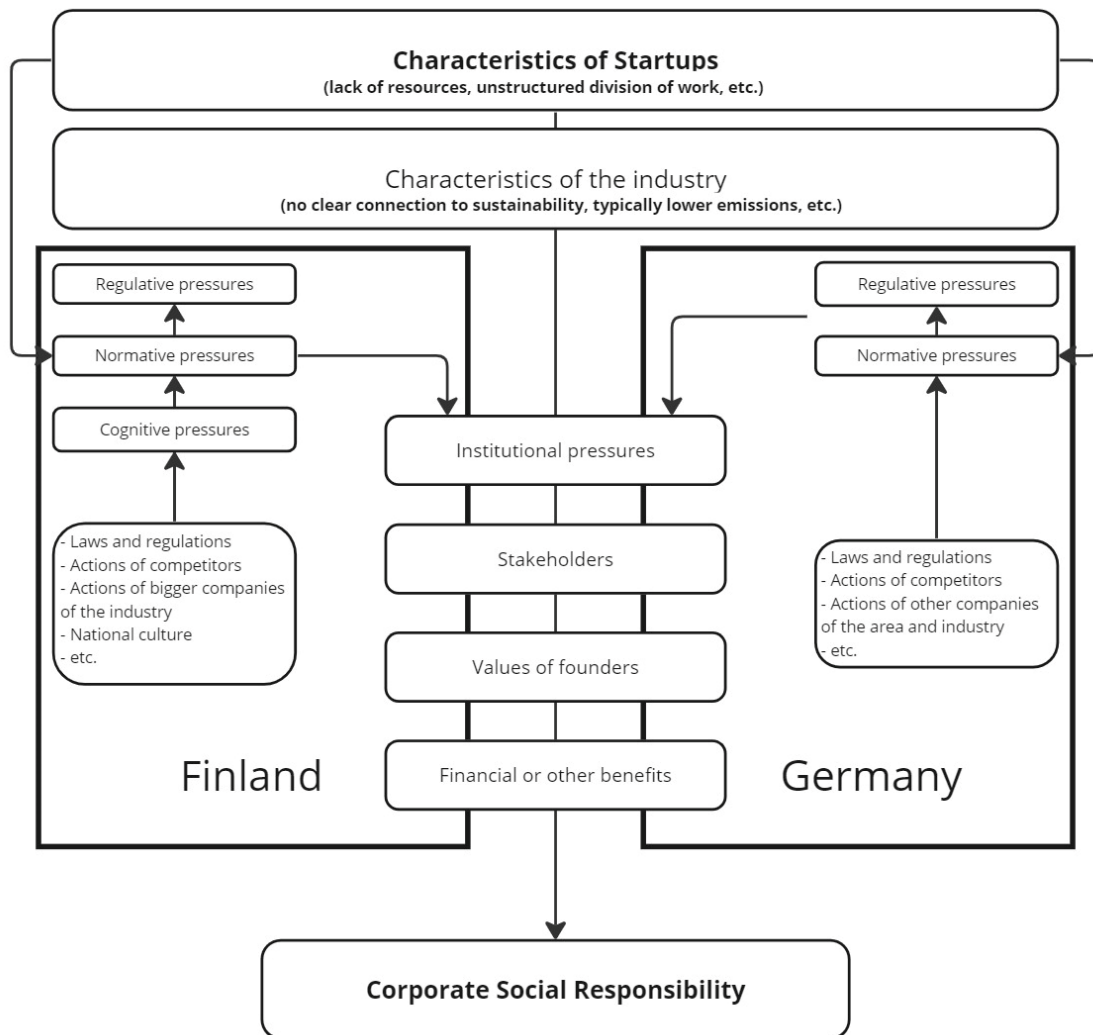 Characteristics of Startups
(lack of resources, unstructured division of work, etc.)
Characteristics of the industry
(no clear connection to sustainability, typically lower emissions, etc.)
Regulative pressures
Normative pressures
Cognitive pressures
- Laws and regulations
- Actions of competitors
- Actions of bigger companies
of the industry
- National culture
- etc.
Finland
Institutional pressures
Stakeholders
Values of founders
Financial or other benefits
Regulative pressures
Normative pressures
- Laws and regulations
- Actions of competitors
- Actions of other companies
of the area and industry
- etc.
Germany
Corporate Social Responsibility